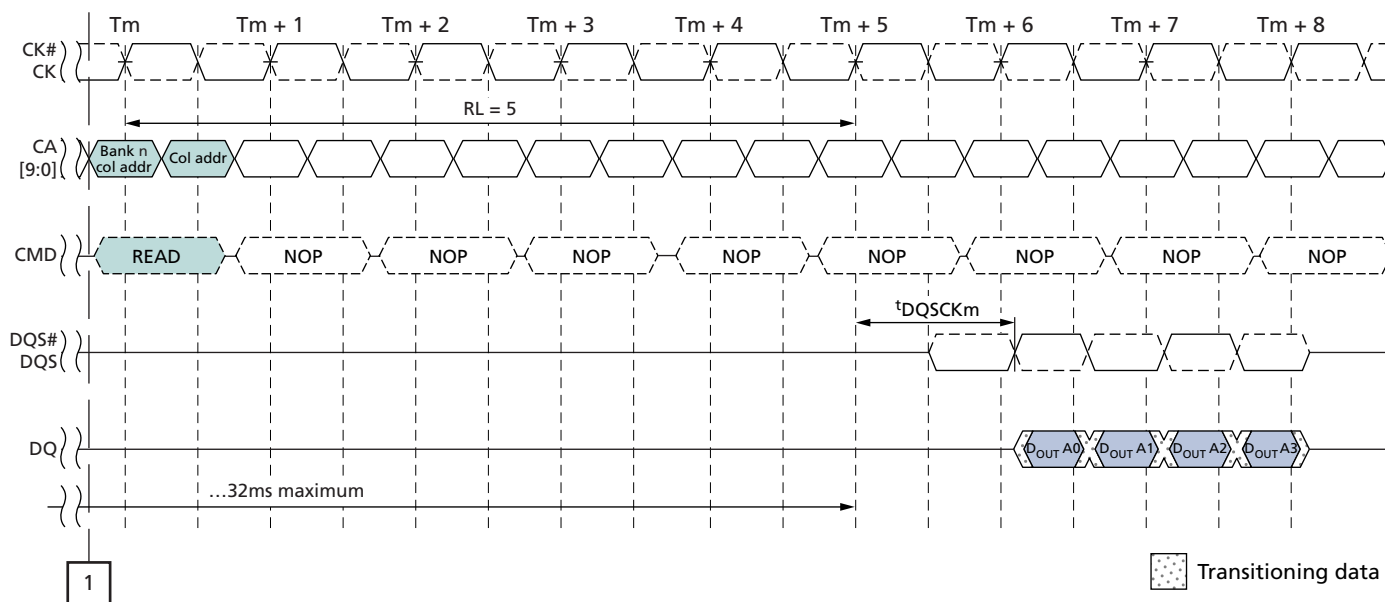 Tm Tm + 1 Tm + 2 Tm + 3 Tm + 4 Tm + 5 Tm + 6 Tm + 7 Tm + 8
CK#
CK
RL = 5
CA
[9:0]
Bank n
col addr
Col addr
CMD READ NOP NOP NOP NOP NOP NOP NOP NOP
tDQSCKm
DQS#
DQS
DQ DOUT A0 DOUT A1 DOUT A2 DOUT A3
…32ms maximum
1
Transitioning data